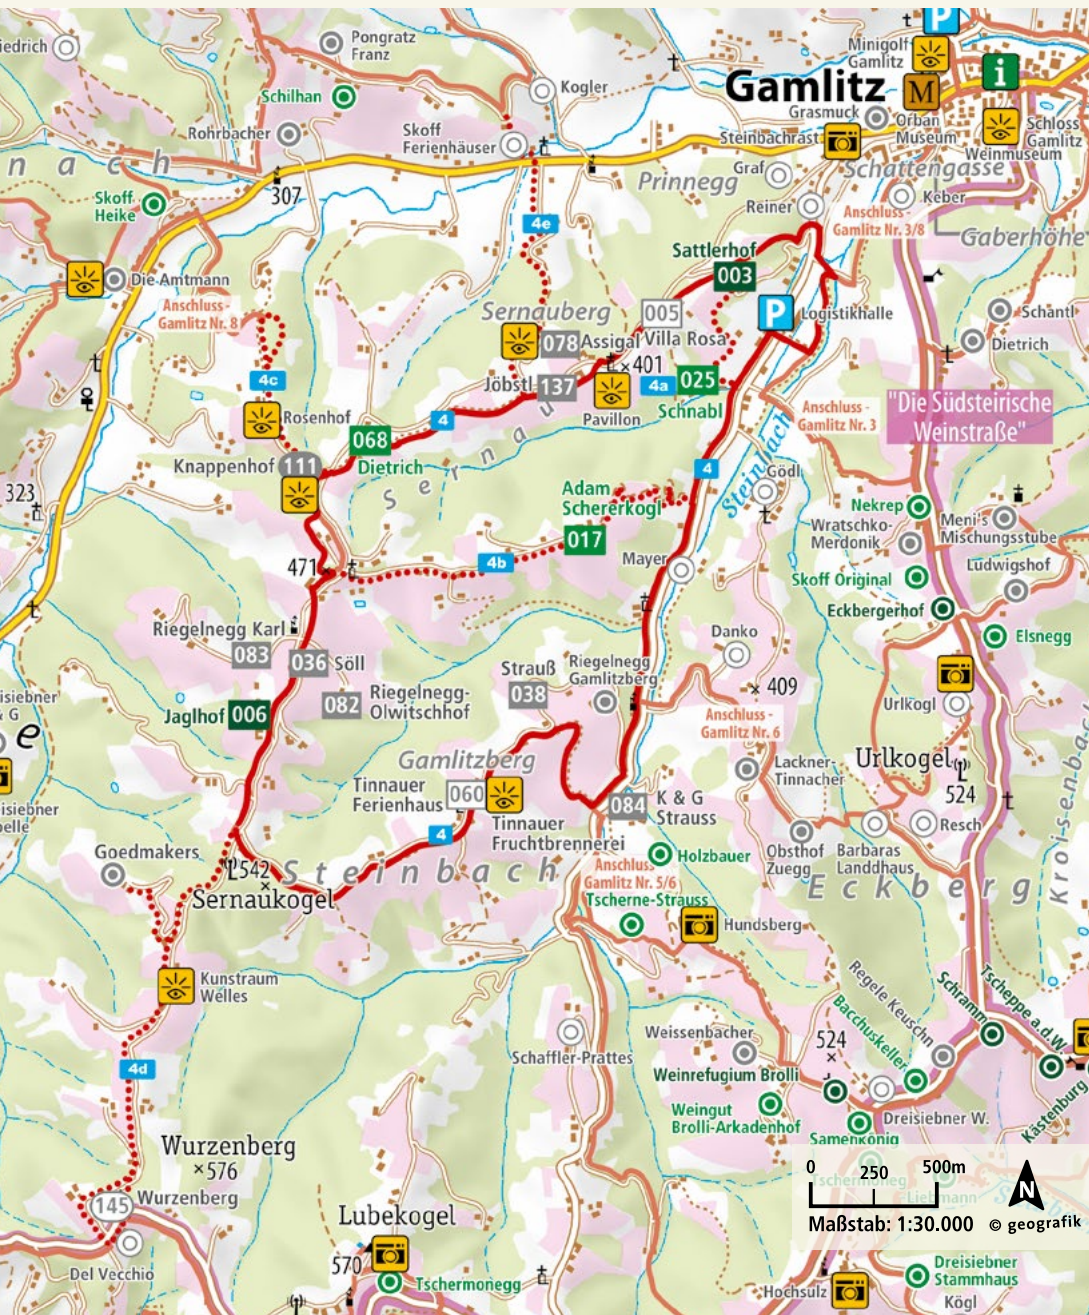 P
iedrich
Pongratz
Franz
Minigolf
Gamlitz
Gamlitz
M
i
Kogler
Schilhan
Grasmuck
Orban
Museum
Schloss
Gamlitz
Weinmuseum
Rohrbacher
Skoff
Ferienhäuser
Steinbachrast
n a c h
Schattengasse
Graf
Prinnegg
307
Skoff
Heike
Reiner
Keber
Anschluss -
Gamlitz Nr. 3/8
4e
Gaberhöhe
Sattlerhof
003
Die Amtmann
Anschluss -
Gamlitz Nr. 8
Sernauberg
005
P
Logistikhalle
Schantl
078
Assigal
Villa Rosa
Dietrich
401
4c
Jöbstl
137
4a
025
Pavillon
Schnabl
"Die Südsteirische
Weinstraße"
Rosenhof
4
Anschluss -
Gamlitz Nr. 3
068
Dietrich
Knappenhof
111
S e r n a u
4
Steinbach
Gödl
323
Adam
Schererkogl
Nekrep
Meni's
Mischungsstube
Wratschko-
Merdonik
017
4b
Mayer
471
Ludwigshof
Skoff Original
Eckbergerhof
Elsnegg
Riegelnegg Karl
083
036
Söll
Danko
Strauß
038
Riegelnegg
Gamlitzberg
409
082
Riegelnegg-
Olwitschhof
Jaglhof
006
isiebner
& G
e
Urlkogl
Anschluss -
Gamlitz Nr. 6
Gamlitzberg
Lackner-
Tinnacher
Urlkogel
524
Tinnauer
Ferienhaus
060
084
K & G
Strauss
isiebner
pelle
4
Tinnauer
Fruchtbrennerei
Resch
Goedmakers
Obsthof
Zuegg
Barbaras
Landdhaus
Holzbauer
542
Sernaukogel
S t e i n b a c h
Anschluss
Gamlitz Nr. 5/6
Tscherne-Strauss
E c k b e r g
Kroisenba
Hundsberg
Kunstraum
Welles
Regele Keuschn
Schramm
Tscheppe a.d.W.
Bacchuskeller
Schaffler-Prattes
Weissenbacher
524
4d
Weinrefugium Brolli
Kästenburg
Weingut
Brolli-Arkadenhof
Dreisiebner W.
Samenkönig
Wurzenberg
576
0
250
500m
N
Tschermoneg
Liebmann
Maßstab: 1:30.000
© geografik
145
Wurzenberg
Lubekogel
570
Del Vecchio
Tschermonegg
Hochsulz
Dreisiebner
Stammhaus
Kögl